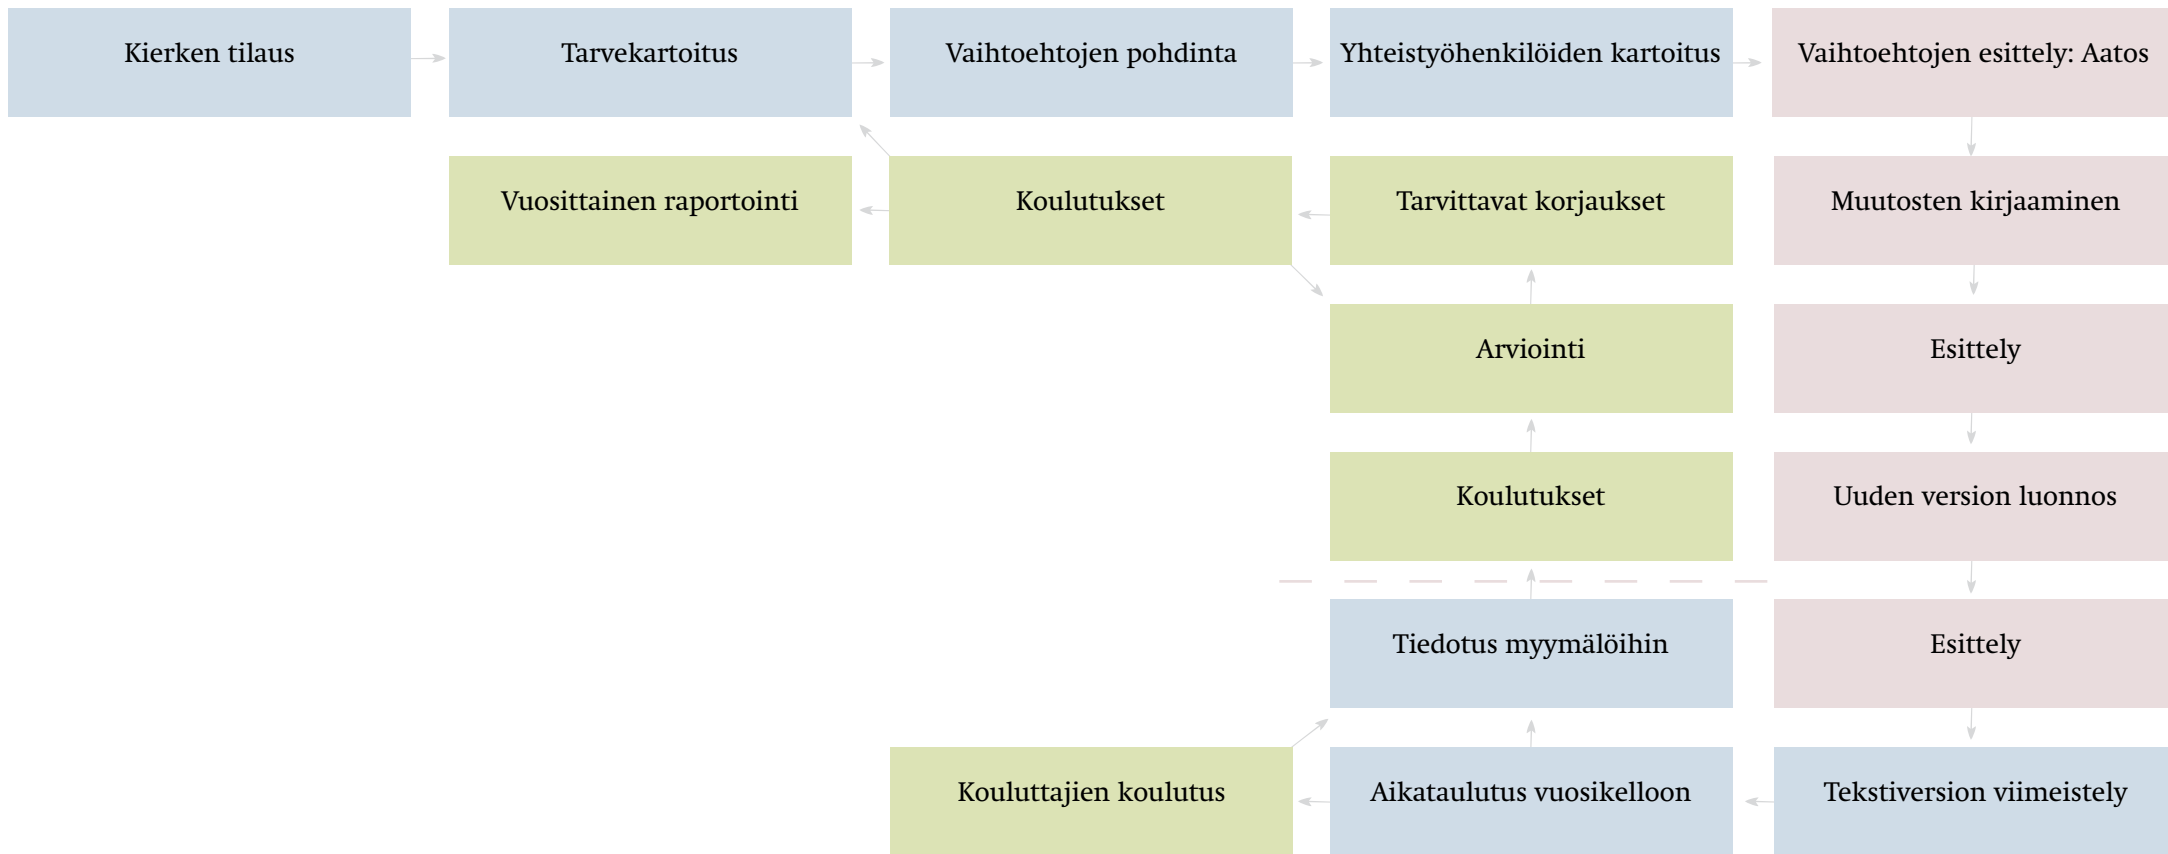 Kierken tilaus
Tarvekartoitus
Vaihtoehtojen pohdinta
Yhteistyöhenkilöiden kartoitus
Vaihtoehtojen esittely: Aatos
Vuosittainen raportointi
Koulutukset
Tarvittavat korjaukset
Muutosten kirjaaminen
Arviointi
Esittely
Koulutukset
Uuden version luonnos
Tiedotus myymälöihin
Esittely
Kouluttajien koulutus
Aikataulutus vuosikelloon
Tekstiversion viimeistely